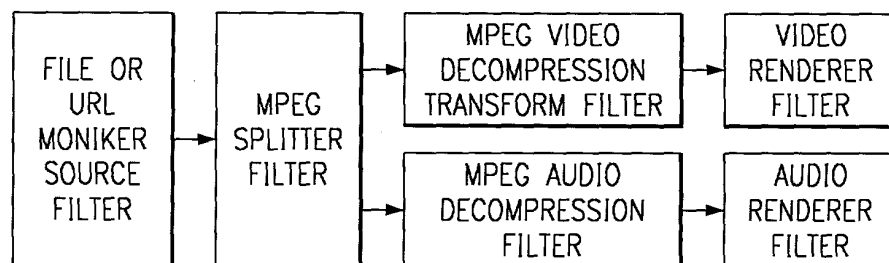 FILE OR
URL
MONIKER
SOURCE
FILTER
MPEG
SPLITTER
FILTER
MPEG VIDEO
DECOMPRESSION
TRANSFORM FILTER
VIDEO
RENDERER
FILTER
MPEG AUDIO
DECOMPRESSION
FILTER
AUDIO
RENDERER
FILTER